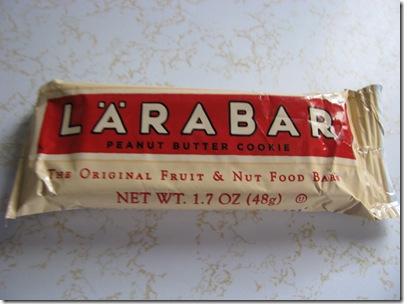 LÄRABAR
PEANUT BUTTER COOKIE
THE ORIGINAL FRUIT & NUT FOOD BAR
NET WT. 1.7 OZ (48g)